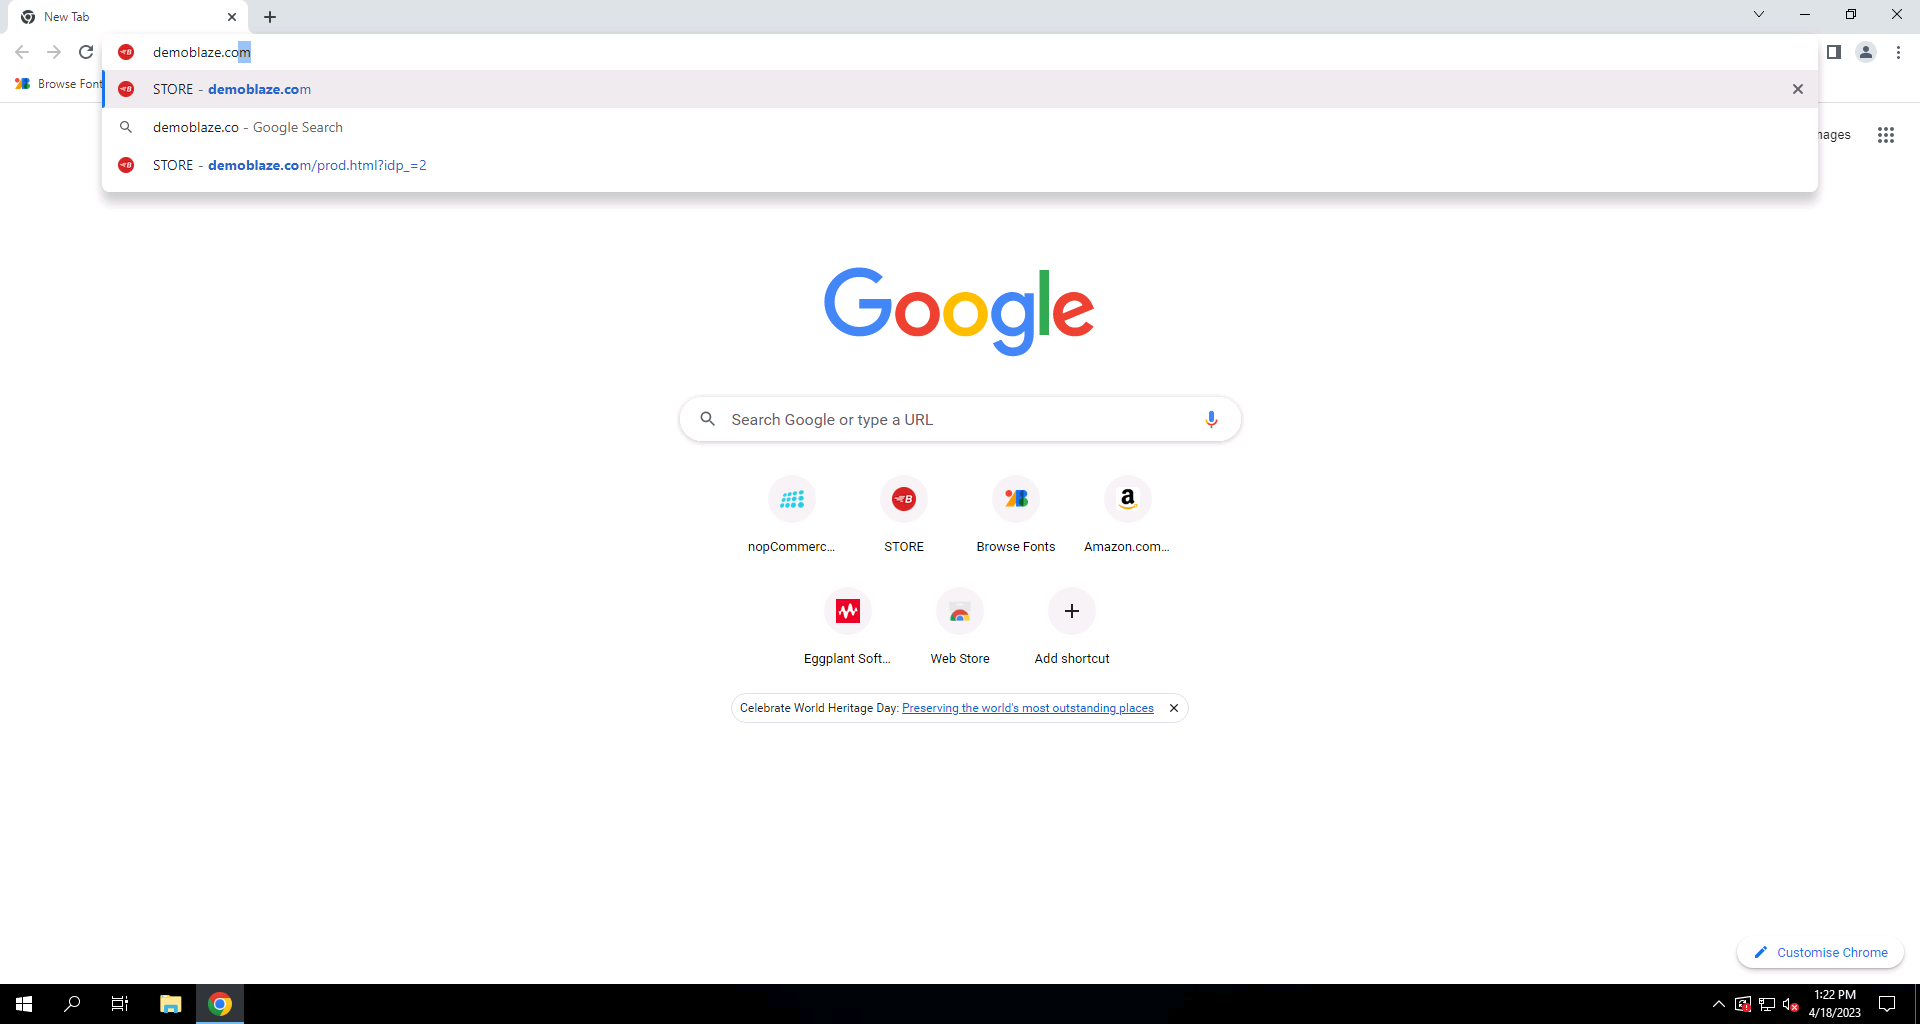 New Tab
demoblaze.com
Browse Font
STORE - demoblaze.com
demoblaze.co - Google Search
STORE - demoblaze.com/prod.html?idp_=2
Google
Search Google or type a URL
nopCommerc...
STORE
Browse Fonts
Amazon.com...
Eggplant Soft...
Web Store
Add shortcut
Celebrate World Heritage Day: Preserving the world's most outstanding places
Customise Chrome
1:22 PM
4/18/2023